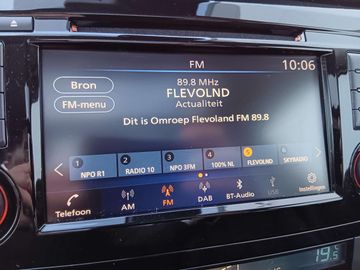 FM 10:06
Bron
89.8 MHz
FLEVOLND
FM-menu
Actualiteit
Dit is Omroep Flevoland FM 89.8
1 2 3 4 5 6
NPO R1 RADIO 10 NPO 3FM 100% NL FLEVOLND SKYRADIO
Telefoon AM FM DAB BT-Audio USB Instellingen
19.5